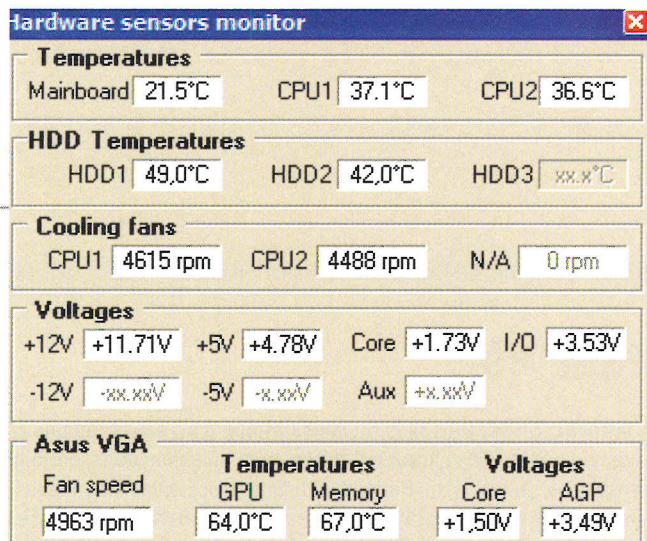 Hardware sensors monitor
Temperatures
Mainboard 21.5°C CPU1 37.1°C CPU2 36.6°C
HDD Temperatures
HDD1 49,0°C HDD2 42,0°C HDD3 xx.x°C
Cooling fans
CPU1 4615 rpm CPU2 4488 rpm N/A 0 rpm
Voltages
+12V +11.71V +5V +4.78V Core +1.73V I/O +3.53V
-12V -xx.xxV -5V -x.xxV Aux +x.xxV
Asus VGA
Temperatures Voltages
Fan speed GPU Memory Core AGP
4963 rpm 64,0°C 67,0°C +1,50V +3,49V